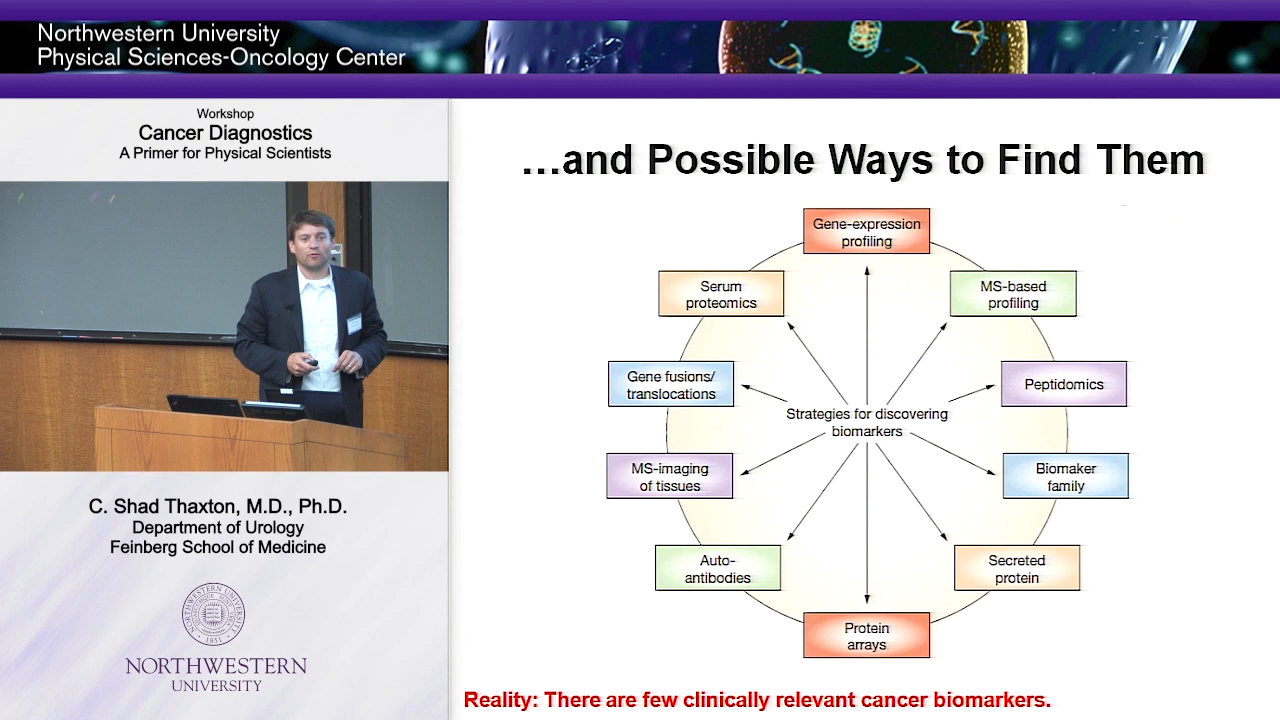 Northwestern University
Physical Sciences-Oncology Center
Workshop
Cancer Diagnostics
A Primer for Physical Scientists
C. Shad Thaxton, M.D., Ph.D.
Department of Urology
Feinberg School of Medicine
NORTHWESTERN
UNIVERSITY
…and Possible Ways to Find Them
Gene-expression
profiling
Serum
proteomics
MS-based
profiling
Gene fusions/
translocations
Peptidomics
Strategies for discovering
biomarkers
MS-imaging
of tissues
Biomaker
family
Auto-
antibodies
Secreted
protein
Protein
arrays
Reality: There are few clinically relevant cancer biomarkers.